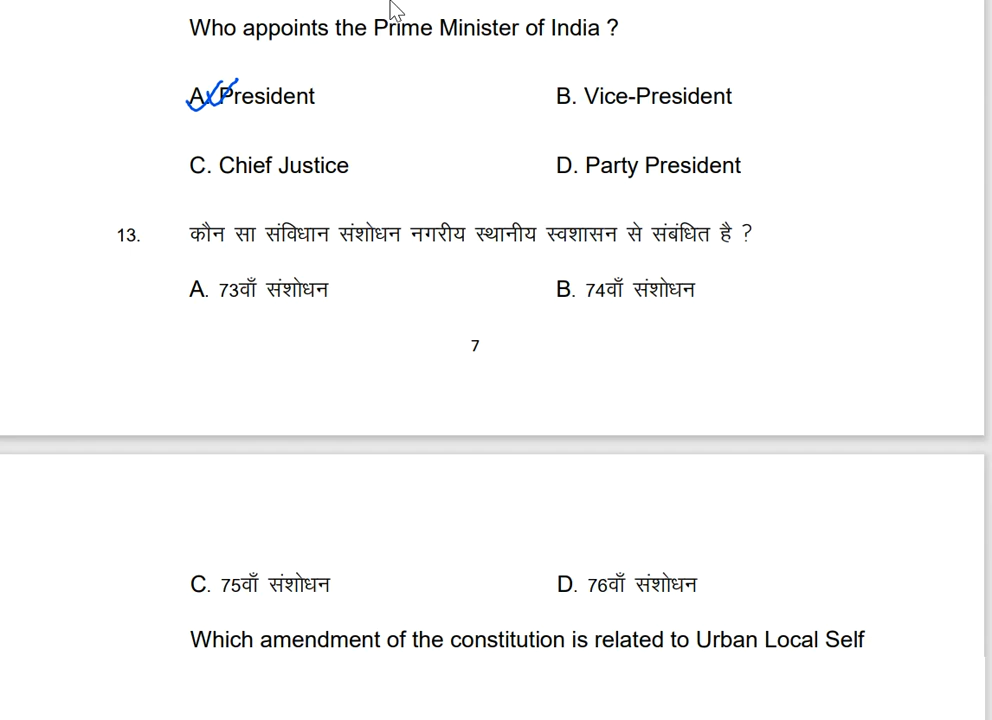 Who appoints the Prime Minister of India ?
A. President B. Vice-President
C. Chief Justice D. Party President
13. कौन सा संविधान संशोधन नगरीय स्थानीय स्वशासन से संबंधित है ?
A. 73वाँ संशोधन B. 74वाँ संशोधन
7
C. 75वाँ संशोधन D. 76वाँ संशोधन
Which amendment of the constitution is related to Urban Local Self